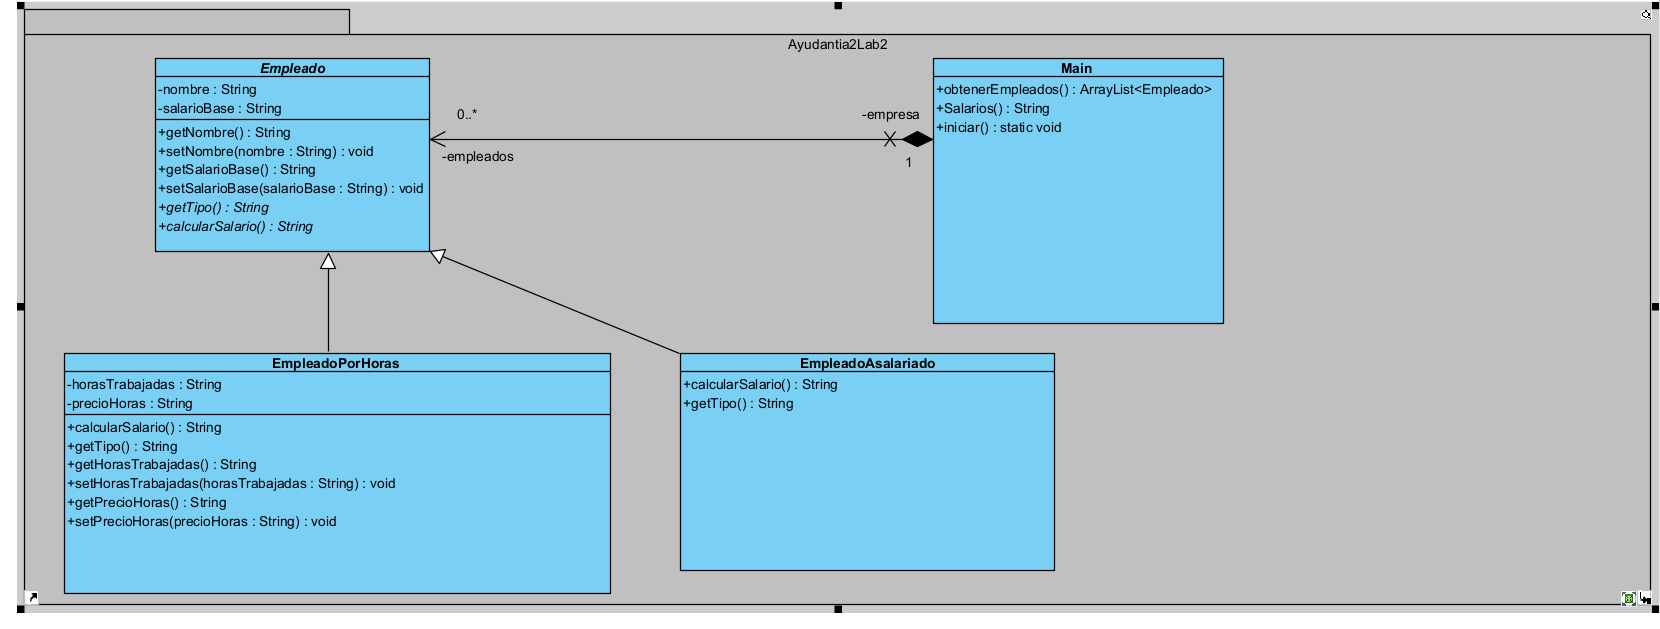 Ayudantia2Lab2
Empleado
-nombre : String
-salarioBase : String
+getNombre() : String
+setNombre(nombre : String) : void
+getSalarioBase() : String
+setSalarioBase(salarioBase : String) : void
+getTipo() : String
+calcularSalario() : String
0..*
-empleados
-empresa
1
Main
+obtenerEmpleados() : ArrayList<Empleado>
+Salarios() : String
+iniciar() : static void
EmpleadoPorHoras
-horasTrabajadas : String
-precioHoras : String
+calcularSalario() : String
+getTipo() : String
+getHorasTrabajadas() : String
+setHorasTrabajadas(horasTrabajadas : String) : void
+getPrecioHoras() : String
+setPrecioHoras(precioHoras : String) : void
EmpleadoAsalariado
+calcularSalario() : String
+getTipo() : String